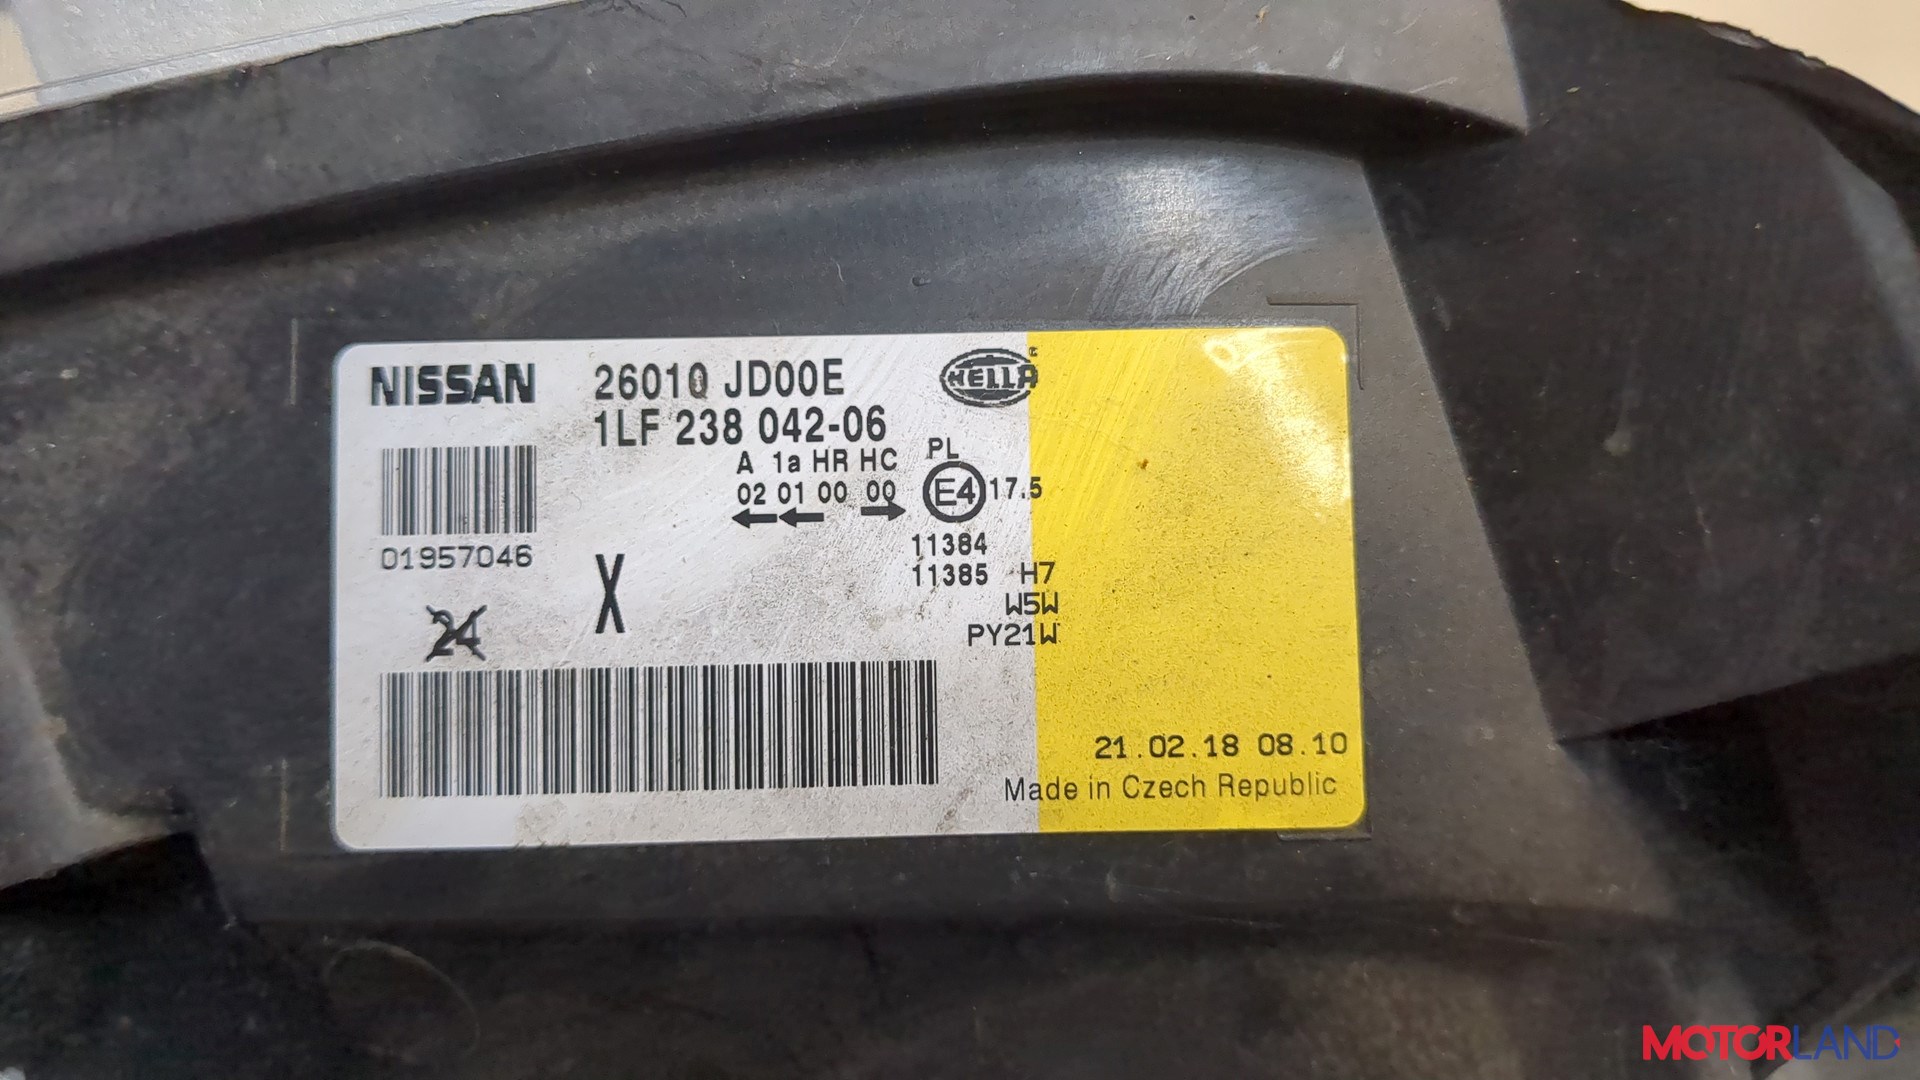 NISSAN 26010 JD00E HELLA ®
1LF 238 042-06
A 1a HR HC PL
02 01 00 00 E4 17.5
← ← →
01957046
11384
11385 H7
W5W
PY21W
24 X
21.02.18 08.10
Made in Czech Republic
MOTORLAND